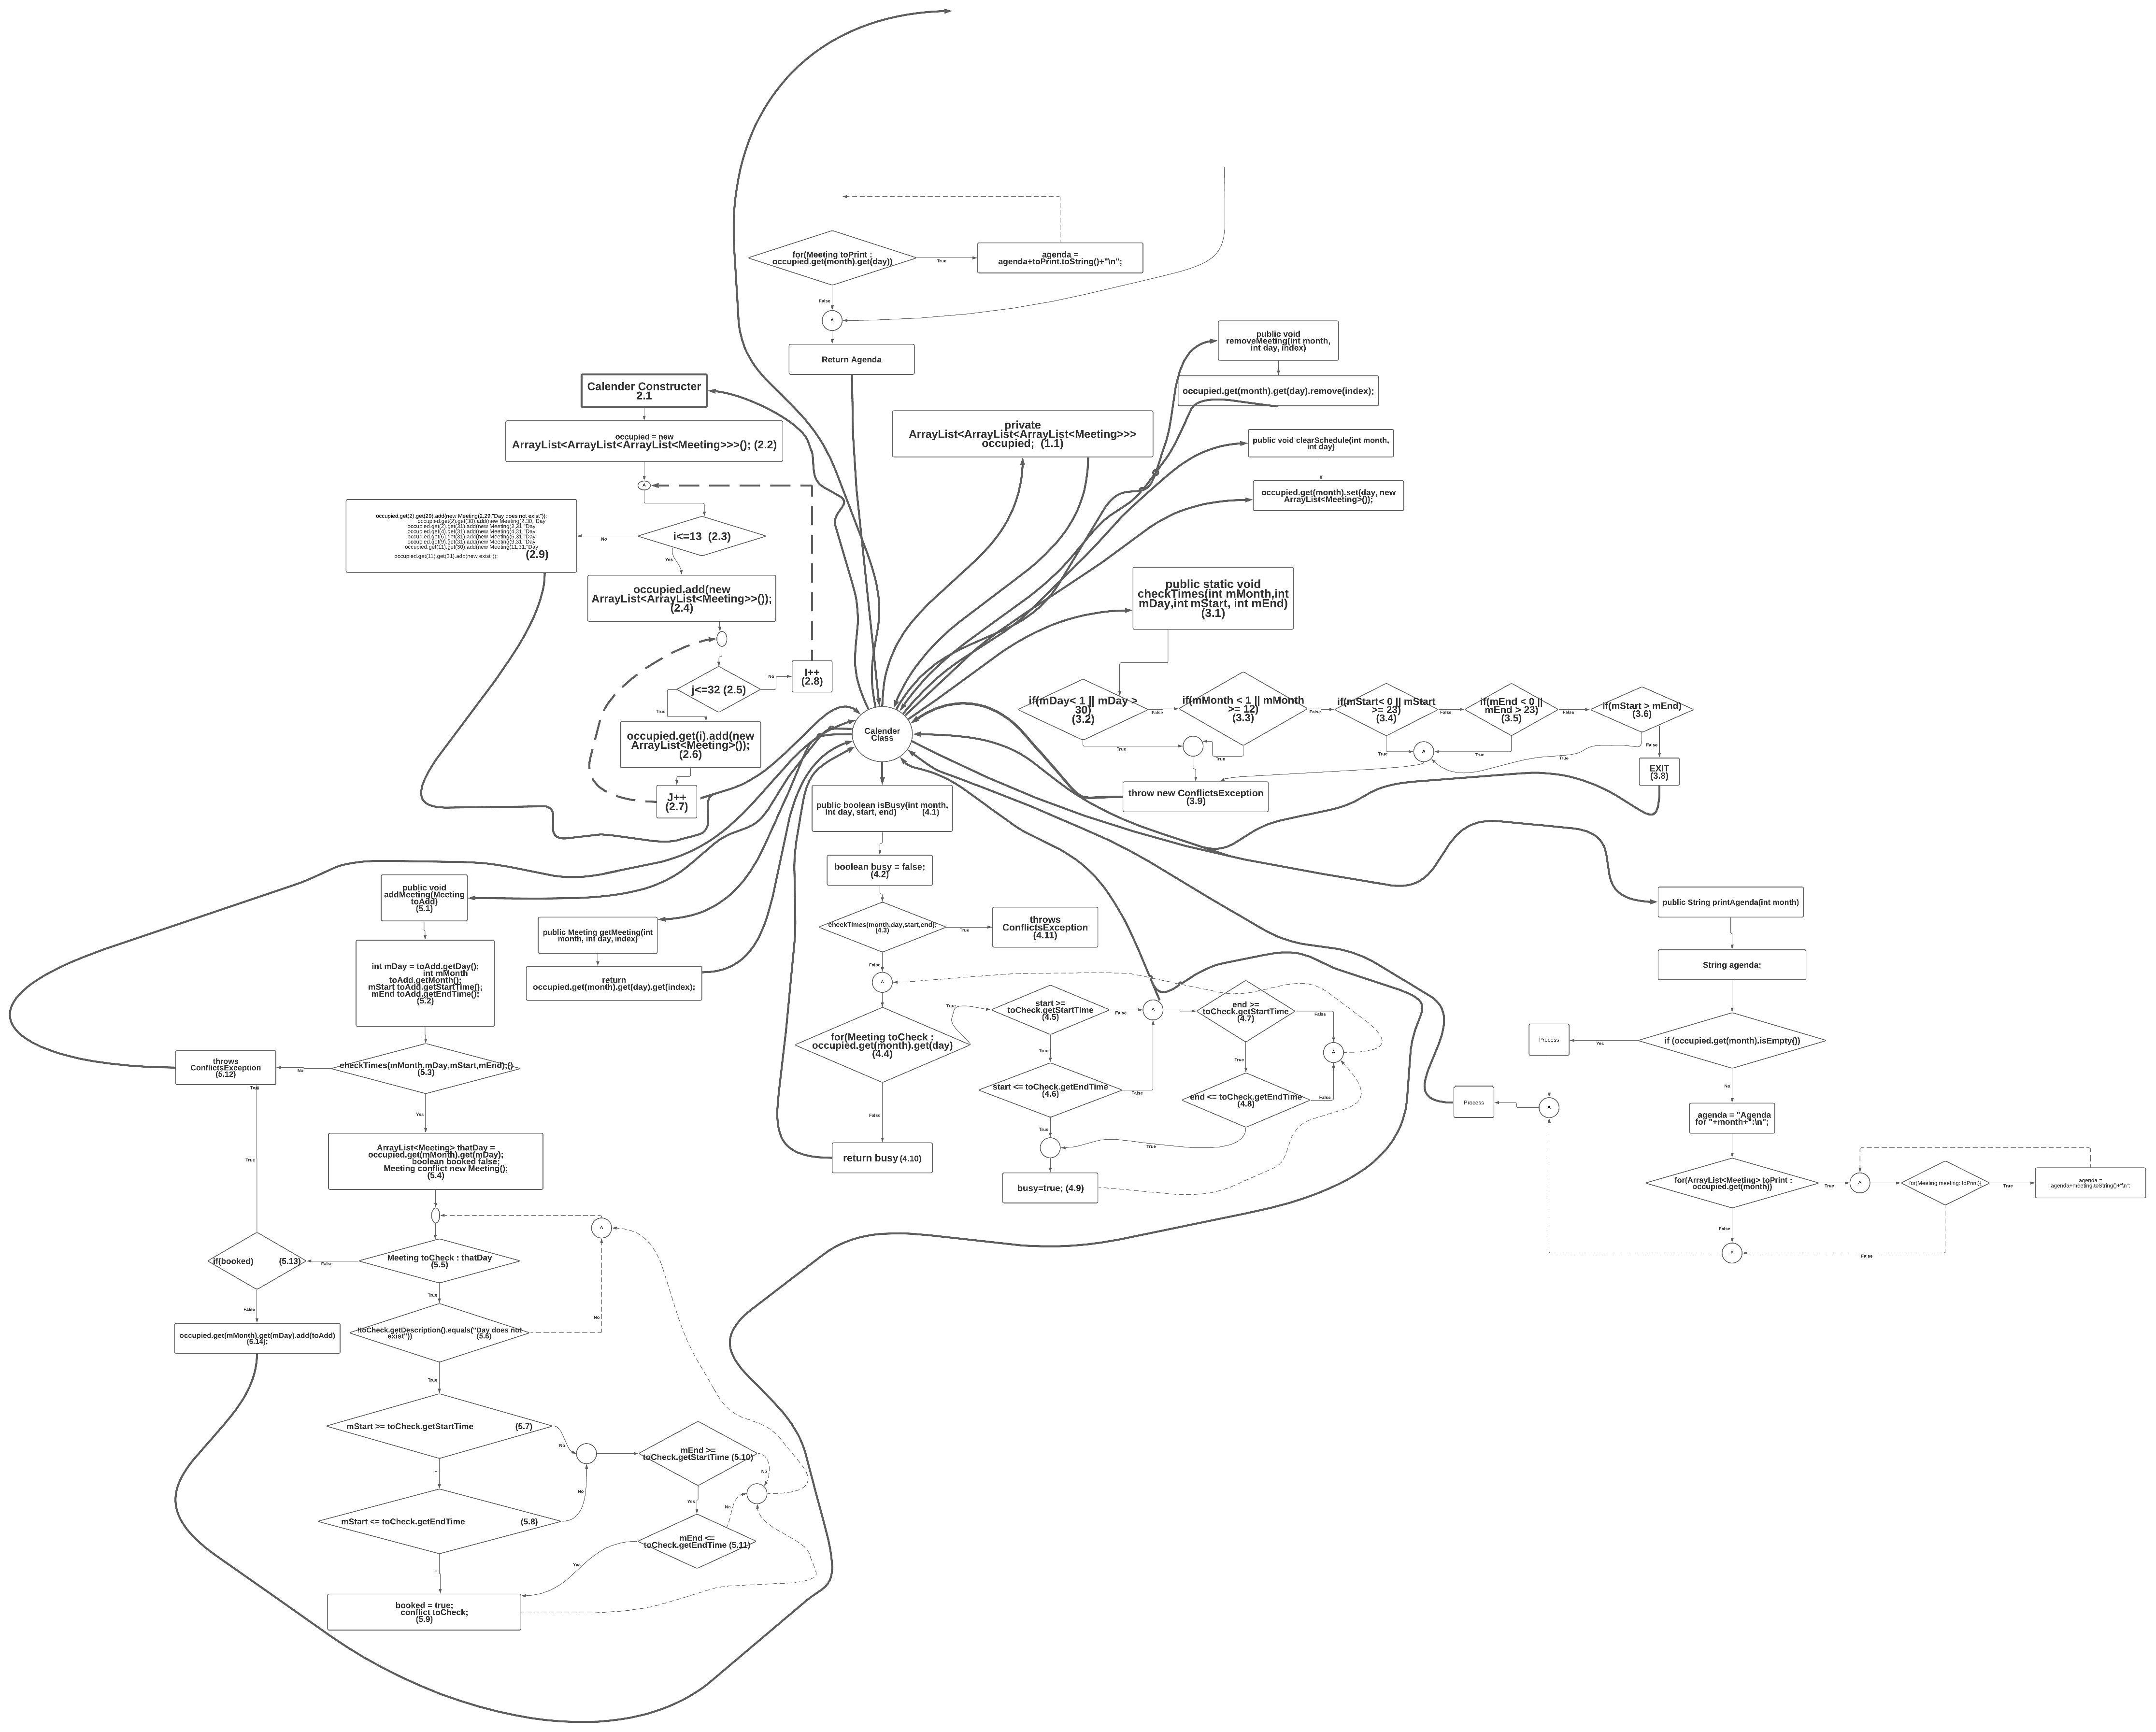 for(Meeting toPrint :
occupied.get(month).get(day))
True
agenda =
agenda+toPrint.toString()+"\n";
False
A
Return Agenda
public void
removeMeeting(int month,
int day, index)
occupied.get(month).get(day).remove(index);
Calender Constructer
2.1
occupied = new
ArrayList<ArrayList<ArrayList<Meeting>>>(); (2.2)
A
private
ArrayList<ArrayList<ArrayList<Meeting>>>
occupied;  (1.1)
public void clearSchedule(int month,
int day)
occupied.get(month).set(day, new
ArrayList<Meeting>());
occupied.get(2).get(29).add(new Meeting(2,29,"Day does not exist"));
occupied.get(2).get(30).add(new Meeting(2,30,"Day
occupied.get(2).get(31).add(new Meeting(2,31,"Day
occupied.get(4).get(31).add(new Meeting(4,31,"Day
occupied.get(6).get(31).add(new Meeting(6,31,"Day
occupied.get(9).get(31).add(new Meeting(9,31,"Day
occupied.get(11).get(30).add(new Meeting(11,31,"Day
occupied.get(11).get(31).add(new exist"));
(2.9)
No
i<=13  (2.3)
Yes
occupied.add(new
ArrayList<ArrayList<Meeting>>());
(2.4)
j<=32 (2.5)
No
I++
(2.8)
True
occupied.get(i).add(new
ArrayList<Meeting>());
(2.6)
J++
(2.7)
Calender
Class
public static void
checkTimes(int mMonth,int
mDay,int mStart, int mEnd)
(3.1)
if(mDay< 1 || mDay >
30)
(3.2)
False
if(mMonth < 1 || mMonth
>= 12)
(3.3)
False
if(mStart< 0 || mStart
>= 23)
(3.4)
False
if(mEnd < 0 ||
mEnd > 23)
(3.5)
False
if(mStart > mEnd)
(3.6)
True
True
True
A
True
True
False
EXIT
(3.8)
throw new ConflictsException
(3.9)
public boolean isBusy(int month,
int day, start, end)          (4.1)
boolean busy = false;
(4.2)
checkTimes(month,day,start,end);
(4.3)
True
throws
ConflictsException
(4.11)
False
A
for(Meeting toCheck :
occupied.get(month).get(day)
(4.4)
True
start >=
toCheck.getStartTime
(4.5)
False
A
end >=
toCheck.getStartTime
(4.7)
False
A
True
True
start <= toCheck.getEndTime
(4.6)
False
end <= toCheck.getEndTime
(4.8)
False
True
True
False
return busy (4.10)
busy=true; (4.9)
public String printAgenda(int month)
String agenda;
if (occupied.get(month).isEmpty())
Yes
Process
Process
A
No
agenda = "Agenda
for "+month+":\n";
for(ArrayList<Meeting> toPrint :
occupied.get(month))
True
A
for(Meeting meeting: toPrint){
True
agenda =
agenda+meeting.toString()+"\n";
False
A
False
public void
addMeeting(Meeting
toAdd)
(5.1)
public Meeting getMeeting(int
month, int day, index)
return
occupied.get(month).get(day).get(index);
int mDay = toAdd.getDay();
int mMonth
toAdd.getMonth();
mStart toAdd.getStartTime();
mEnd toAdd.getEndTime();
(5.2)
throws
ConflictsException
(5.12)
No
checkTimes(mMonth,mDay,mStart,mEnd);()
(5.3)
True
Yes
ArrayList<Meeting> thatDay =
occupied.get(mMonth).get(mDay);
boolean booked false;
Meeting conflict new Meeting();
(5.4)
True
A
if(booked)          (5.13)
False
Meeting toCheck : thatDay
(5.5)
False
True
No
occupied.get(mMonth).get(mDay).add(toAdd)
(5.14);
!toCheck.getDescription().equals("Day does not
exist"))          (5.6)
True
mStart >= toCheck.getStartTime          (5.7)
No
mEnd >=
toCheck.getStartTime (5.10)
No
T
No
Yes
No
mStart <= toCheck.getEndTime          (5.8)
mEnd <=
toCheck.getEndTime (5.11)
T
Yes
booked = true;
conflict toCheck;
(5.9)